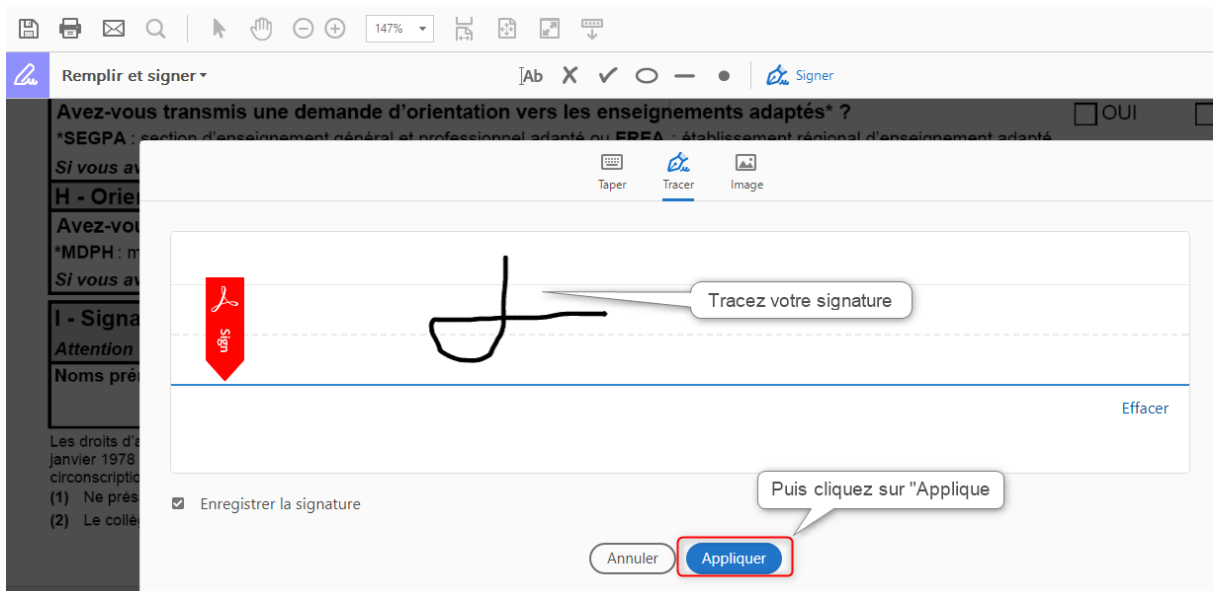 147%
Remplir et signer
Ab
Signer
Avez-vous transmis une demande d'orientation vers les enseignements adaptés* ?
OUI
*SEGPA : section d'enseignement général et professionnel adapté ou EREA : établissement régional d'enseignement adapté
Si vous av
H - Orie
Avez-vou
*MDPH : m
Si vous av
I - Signa
Attention
Noms pré
Les droits d'a
janvier 1978
circonscriptio
(1) Ne prés
(2) Le collè
Taper
Tracer
Image
Sign
Tracez votre signature
Effacer
Enregistrer la signature
Puis cliquez sur "Applique
Annuler
Appliquer